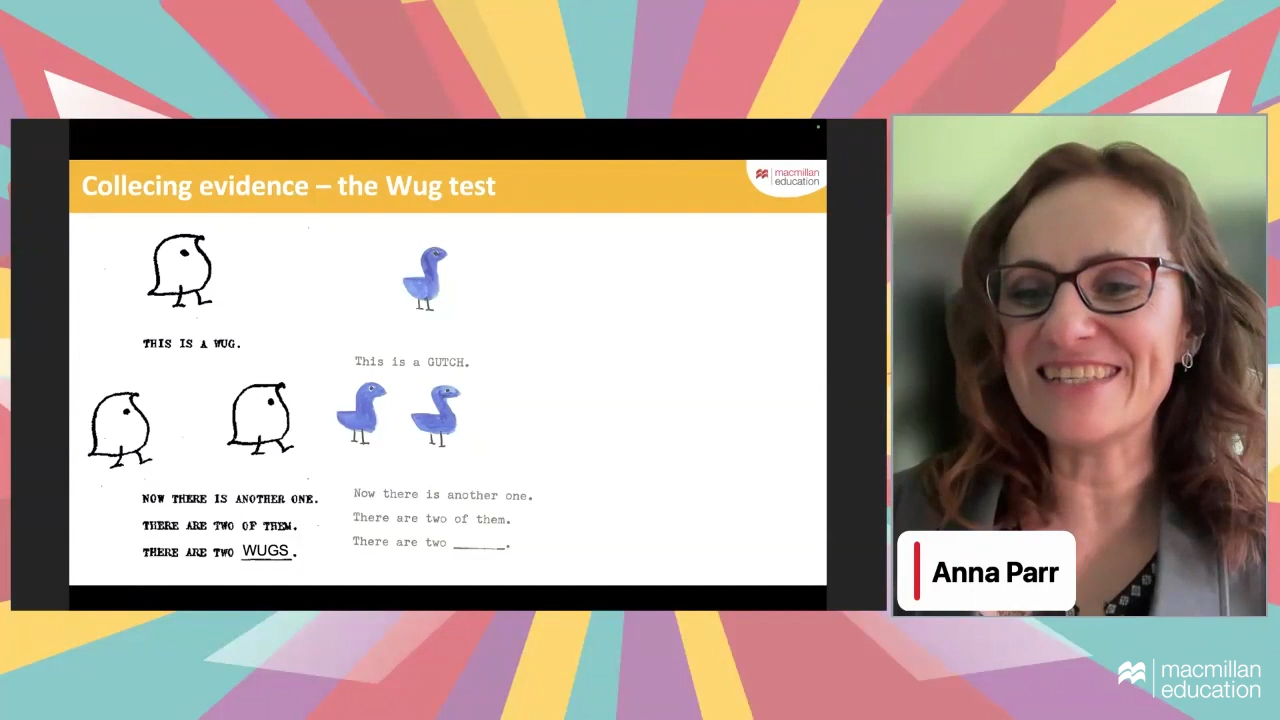 Collecing evidence – the Wug test
macmillan
education
THIS IS A WUG.
NOW THERE IS ANOTHER ONE.
THERE ARE TWO OF THEM.
THERE ARE TWO WUGS.
This is a GUTCH.
Now there is another one.
There are two of them.
There are two ______.
Anna Parr
macmillan
education